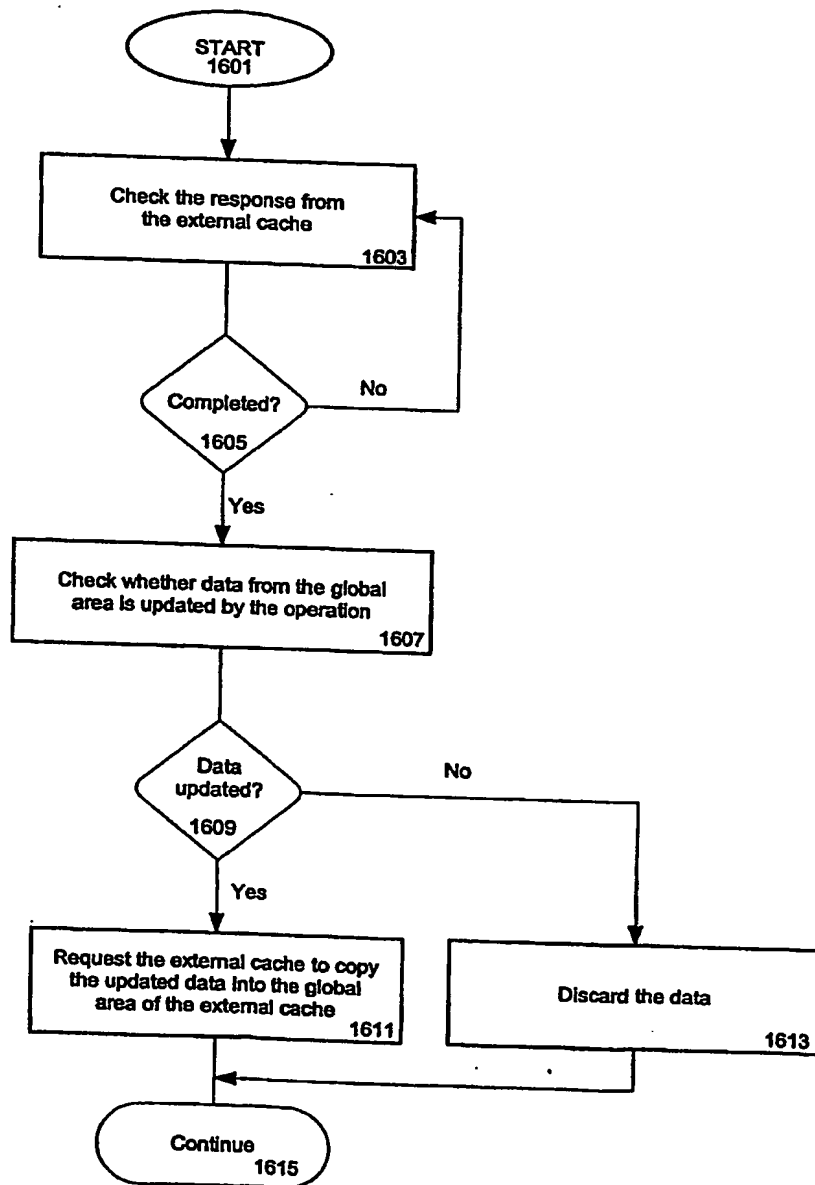 START
1601
Check the response from
the external cache
1603
Completed?
No
1605
Yes
Check whether data from the global
area is updated by the operation
1607
Data
updated?
No
1609
Yes
Request the external cache to copy
the updated data into the global
area of the external cache
1611
Discard the data
1613
Continue
1615